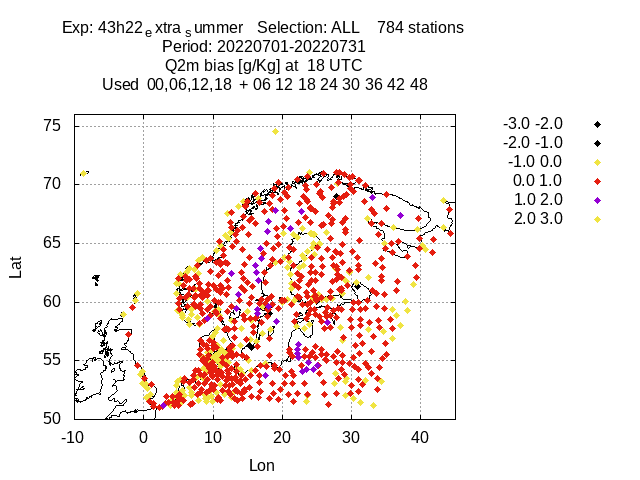 Exp: 43h22e xtra summer   Selection: ALL    784 stations
Period: 20220701-20220731
Q2m bias [g/Kg] at  18 UTC
Used  00,06,12,18  + 06 12 18 24 30 36 42 48
-3.0 -2.0
-2.0 -1.0
-1.0 0.0
0.0 1.0
1.0 2.0
2.0 3.0
Lat
75
70
65
60
55
50
-10 0 10 20 30 40
Lon